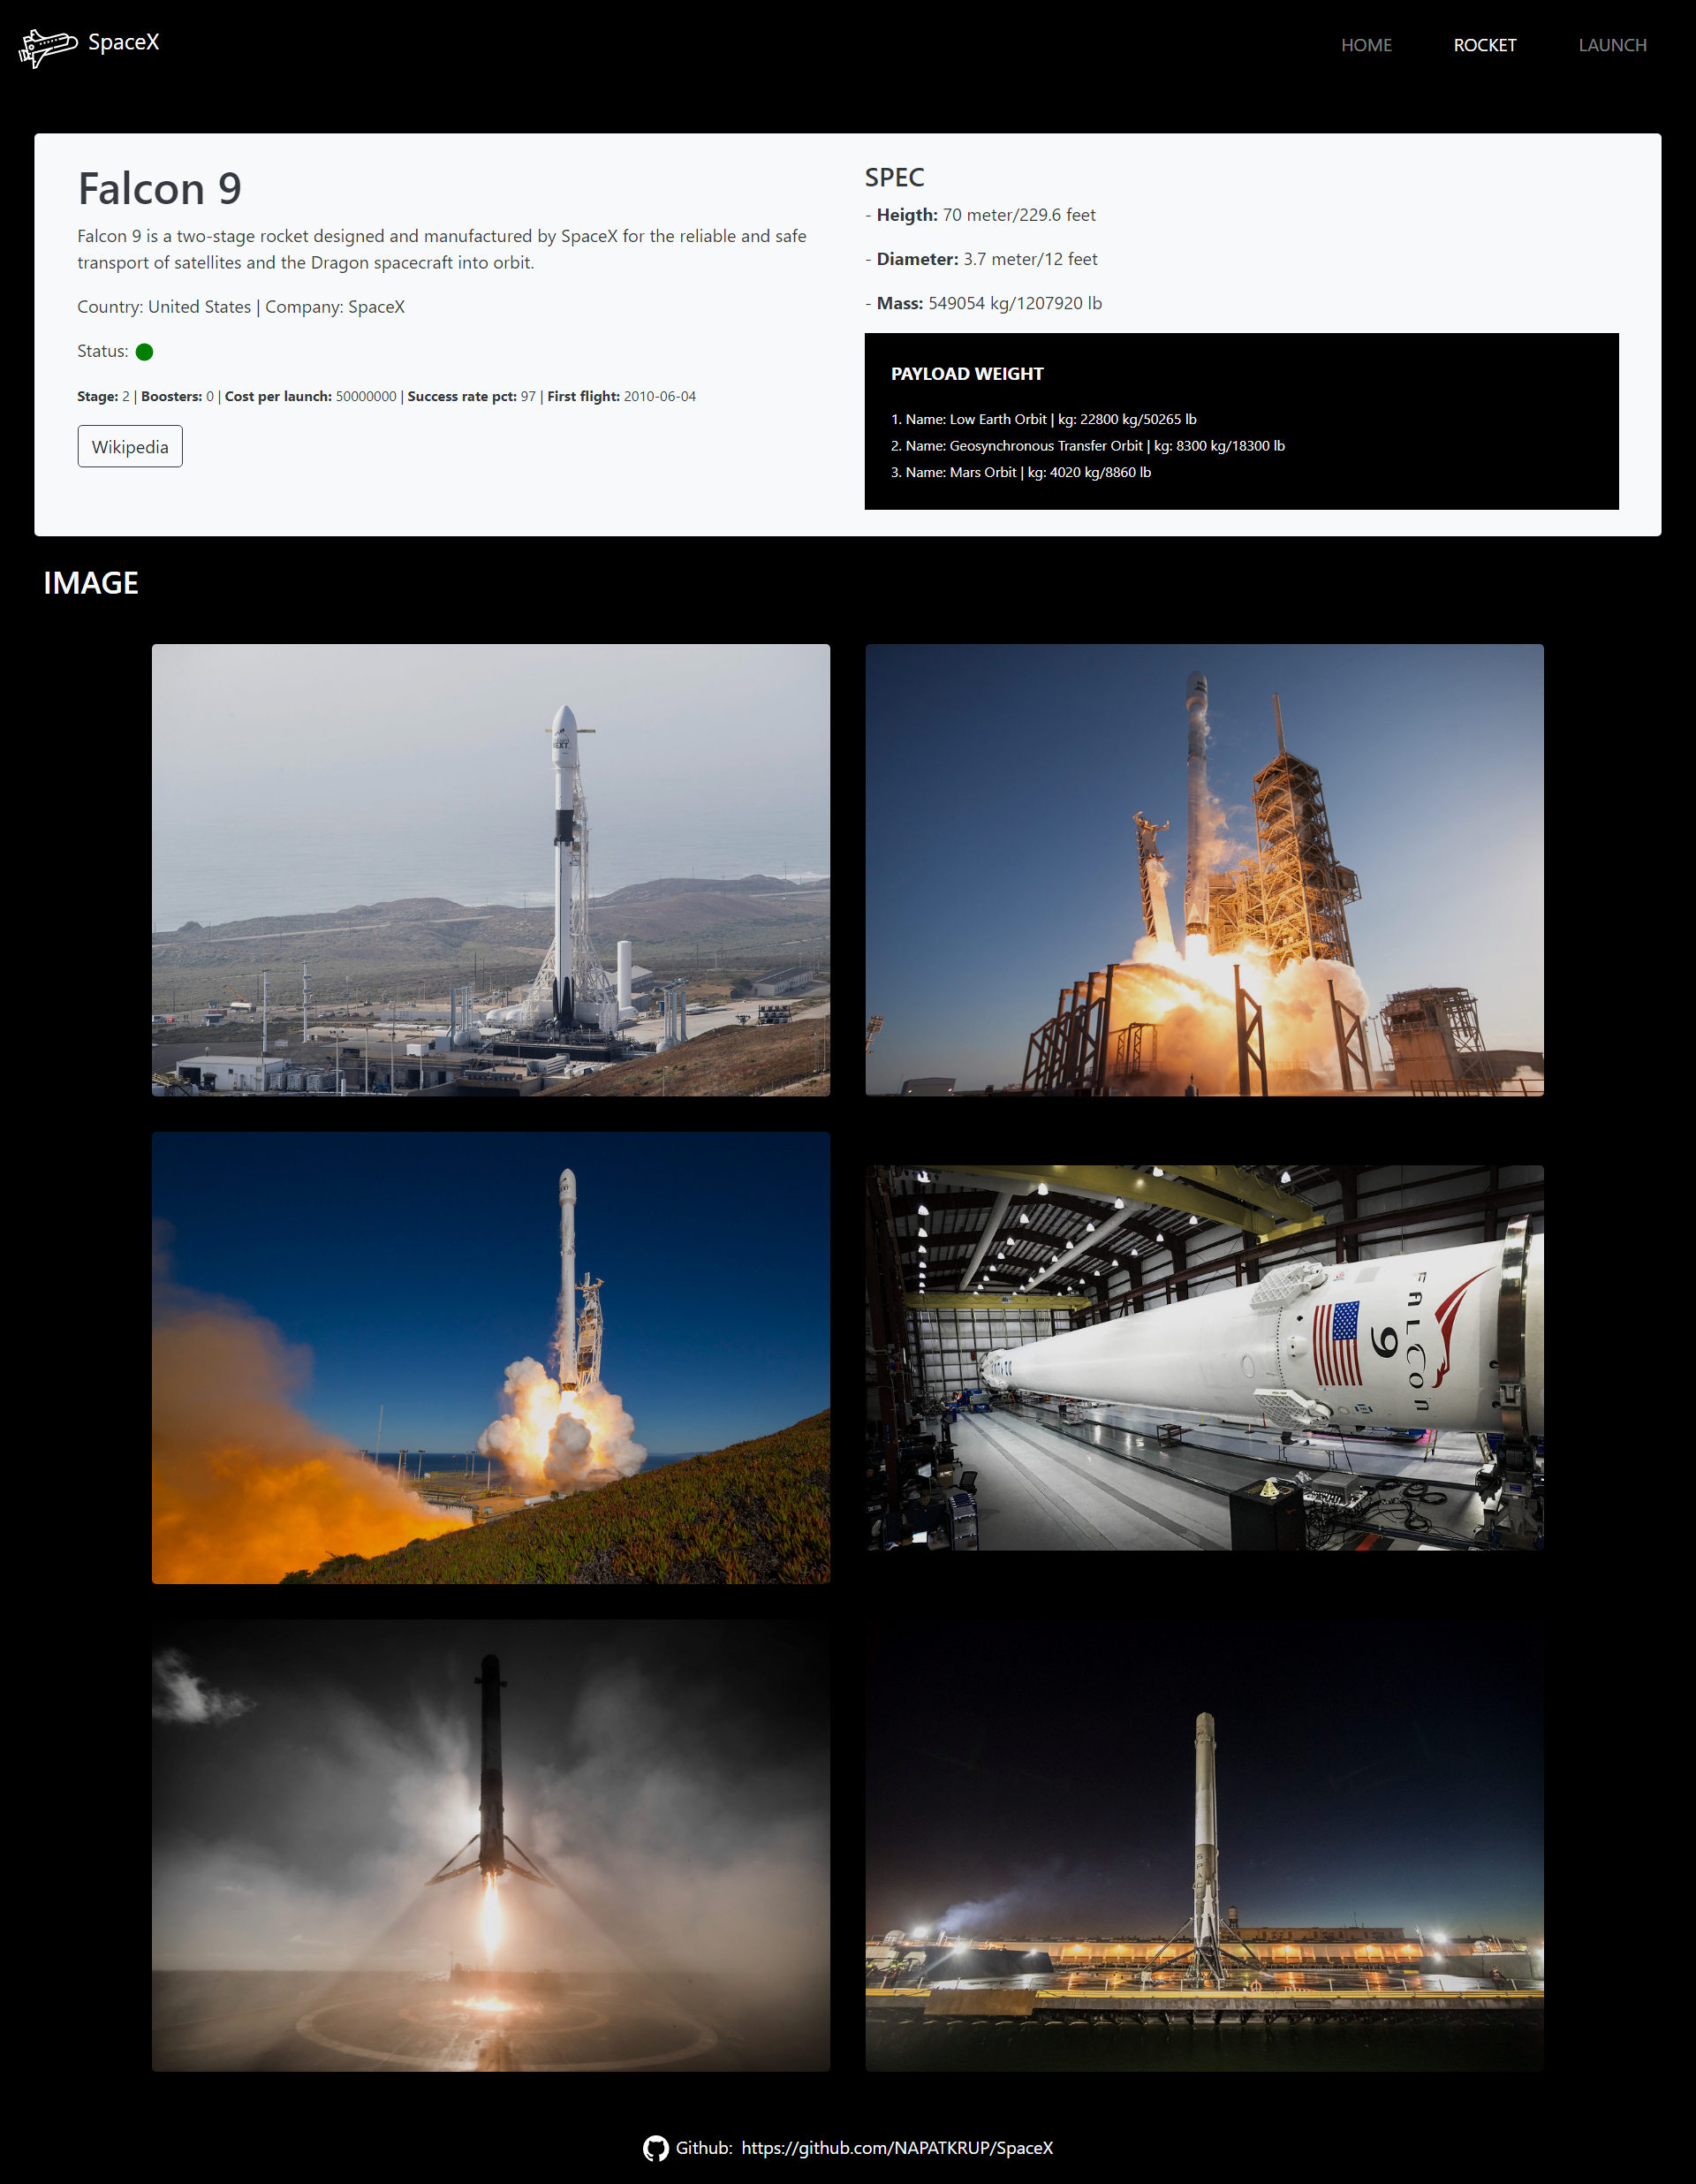 SpaceX
HOME ROCKET LAUNCH
Falcon 9
Falcon 9 is a two-stage rocket designed and manufactured by SpaceX for the reliable and safe
transport of satellites and the Dragon spacecraft into orbit.
Country: United States | Company: SpaceX
Status:
Stage: 2 | Boosters: 0 | Cost per launch: 50000000 | Success rate pct: 97 | First flight: 2010-06-04
Wikipedia
SPEC
- Heigth: 70 meter/229.6 feet
- Diameter: 3.7 meter/12 feet
- Mass: 549054 kg/1207920 lb
PAYLOAD WEIGHT
1. Name: Low Earth Orbit | kg: 22800 kg/50265 lb
2. Name: Geosynchronous Transfer Orbit | kg: 8300 kg/18300 lb
3. Name: Mars Orbit | kg: 4020 kg/8860 lb
IMAGE
NEXT
FALCON
9
Github: https://github.com/NAPATKRUP/SpaceX